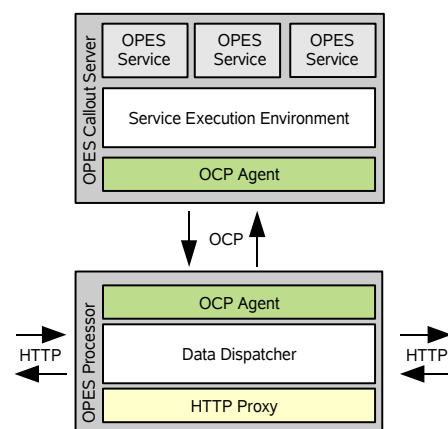 OPES Callout Server
OPES
Service
OPES
Service
OPES
Service
Service Execution Environment
OCP Agent
OCP
OPES Processor
OCP Agent
HTTP
Data Dispatcher
HTTP
HTTP Proxy